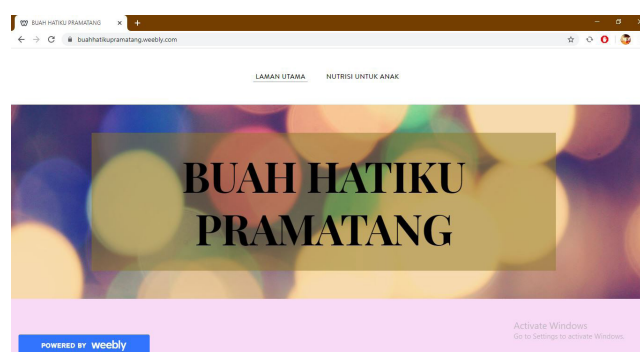 BUAH HATIKU PRAMATANG
buahhatikupramatang.weebly.com
LAMAN UTAMA NUTRISI UNTUK ANAK
BUAH HATIKU
PRAMATANG
Activate Windows
Go to Settings to activate Windows.
POWERED BY weebly